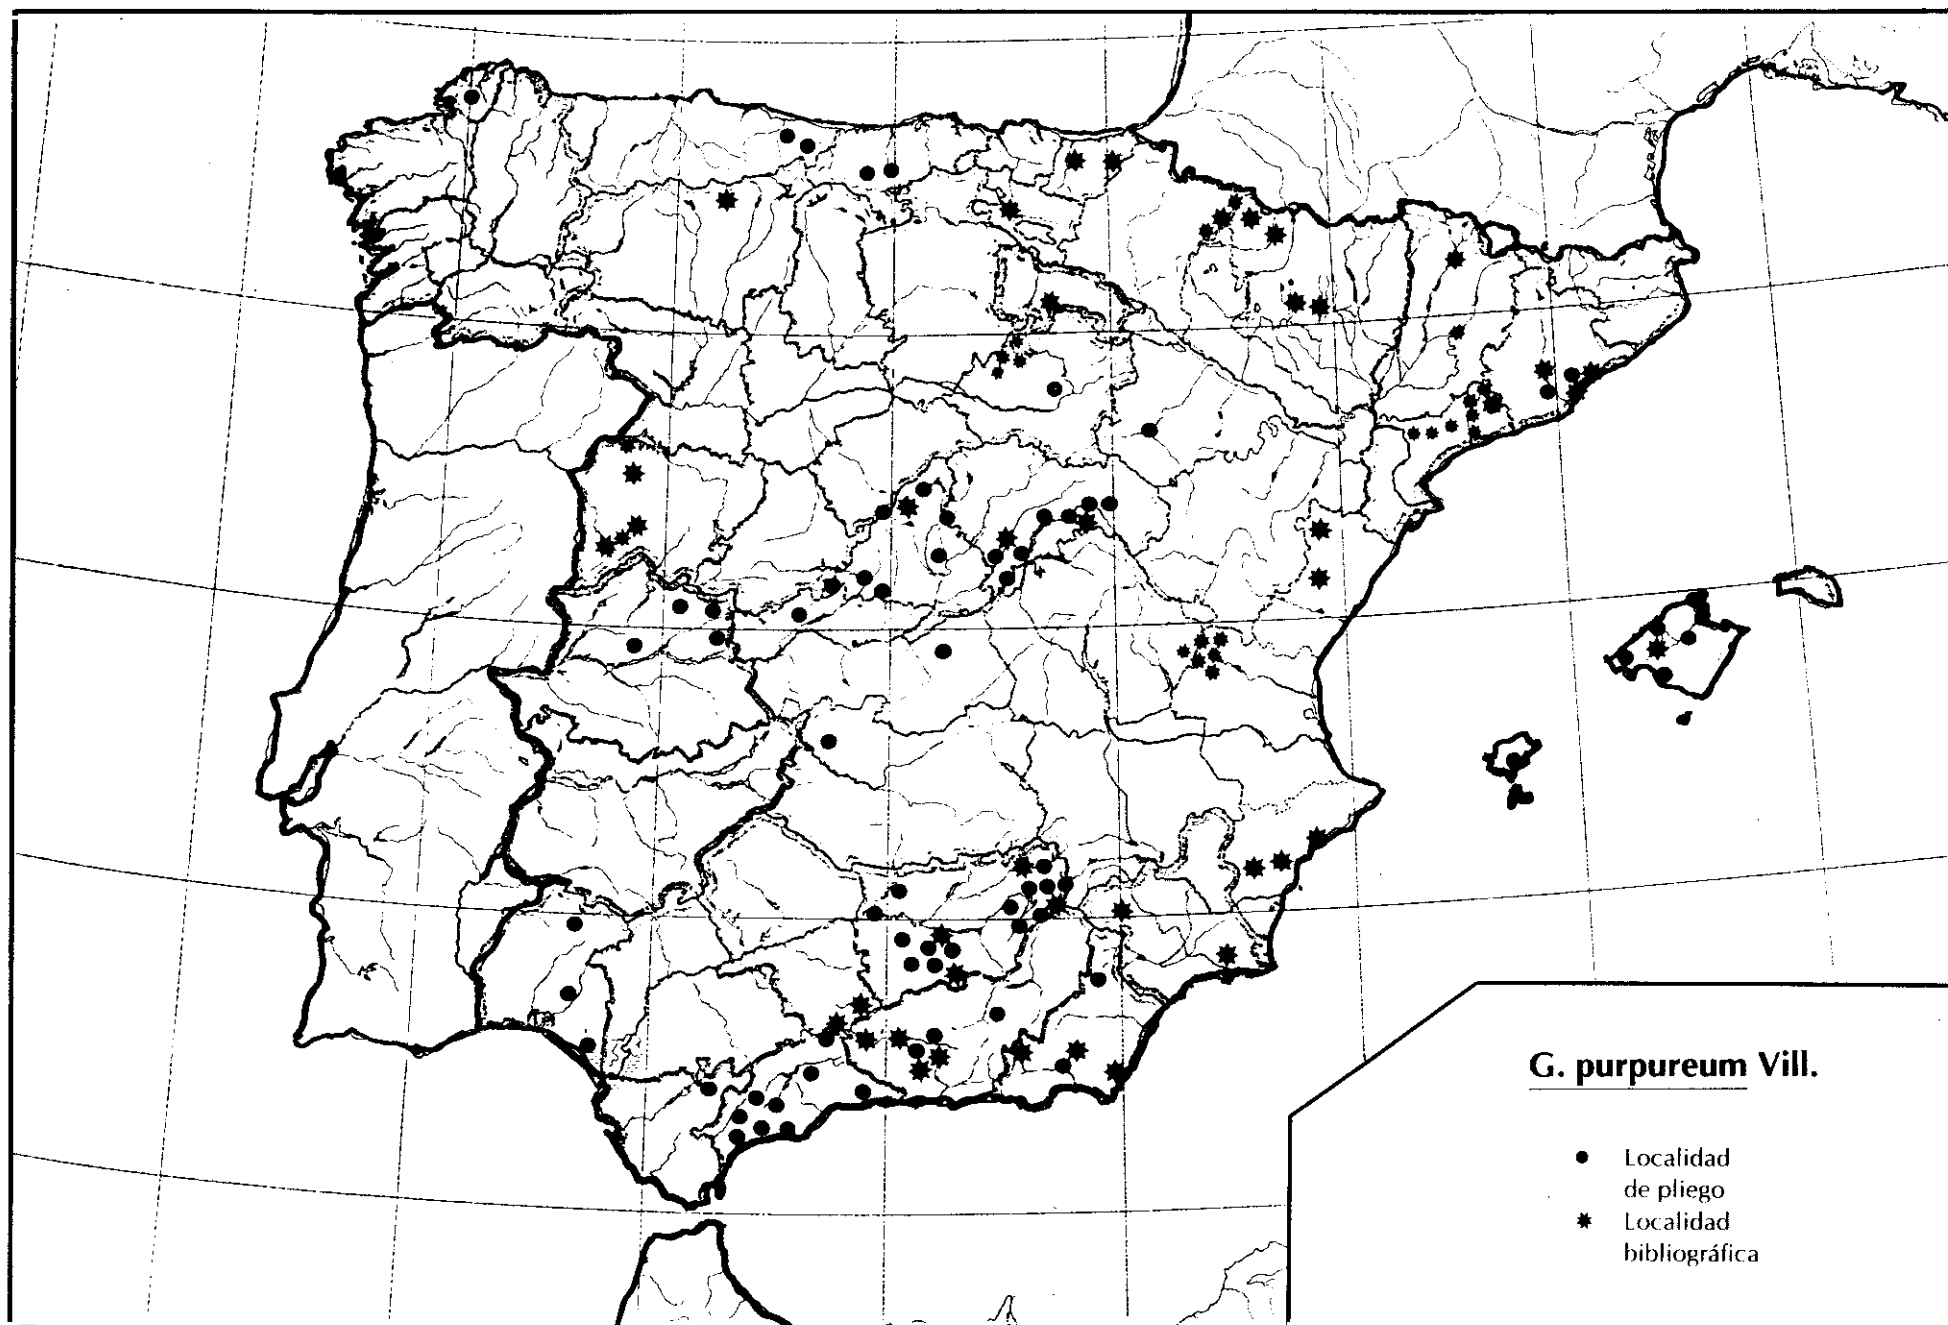 G. purpureum Vill.
Localidad
de pliego
Localidad
bibliográfica